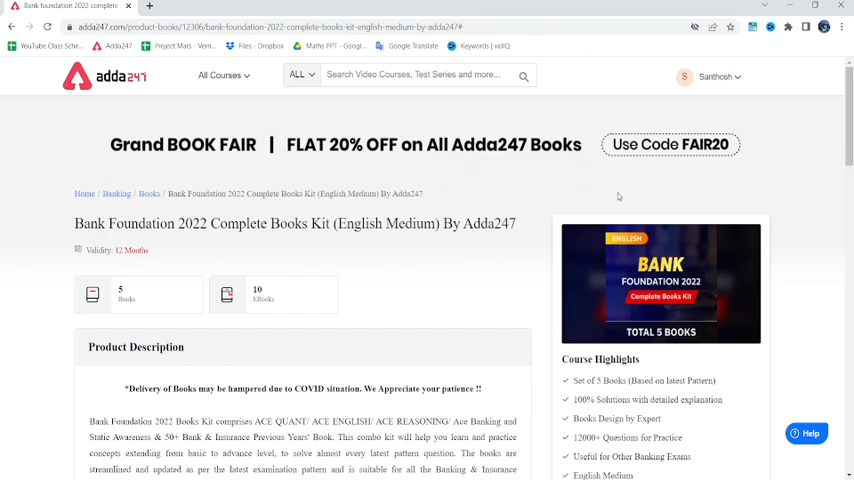 Bank Foundation 2022 complete b
adda247.com/product-books/12306/bank-foundation-2022-complete-books-kit-english-medium-by-adda247#
YouTube Class Sche...
Adda247
Project Mars - Vern...
Files - Dropbox
Maths PPT - Googl...
Google Translate
Keywords | vidIQ
adda247
All Courses
ALL
Search Video Courses, Test Series and more...
S
Santhosh
Grand BOOK FAIR | FLAT 20% OFF on All Adda247 Books
Use Code FAIR20
Home / Banking / Books / Bank Foundation 2022 Complete Books Kit (English Medium) By Adda247
Bank Foundation 2022 Complete Books Kit (English Medium) By Adda247
Validity: 12 Months
5
Books
10
EBooks
Product Description
*Delivery of Books may be hampered due to COVID situation. We Appreciate your patience !!
Bank Foundation 2022 Books Kit comprises ACE QUANT/ ACE ENGLISH/ ACE REASONING/ Ace Banking and
Static Awareness & 50+ Bank & Insurance Previous Years' Book. This combo kit will help you learn and practice
concepts extending from basic to advance level, to solve almost every latest pattern question. The books are
streamlined and updated as per the latest examination pattern and is suitable for all the Banking & Insurance
ENGLISH
BANK
FOUNDATION 2022
Complete Books Kit
TOTAL 5 BOOKS
Course Highlights
Set of 5 Books (Based on latest Pattern)
100% Solutions with detailed explanation
Books Design by Expert
12000+ Questions for Practice
Useful for Other Banking Exams
English Medium
Help